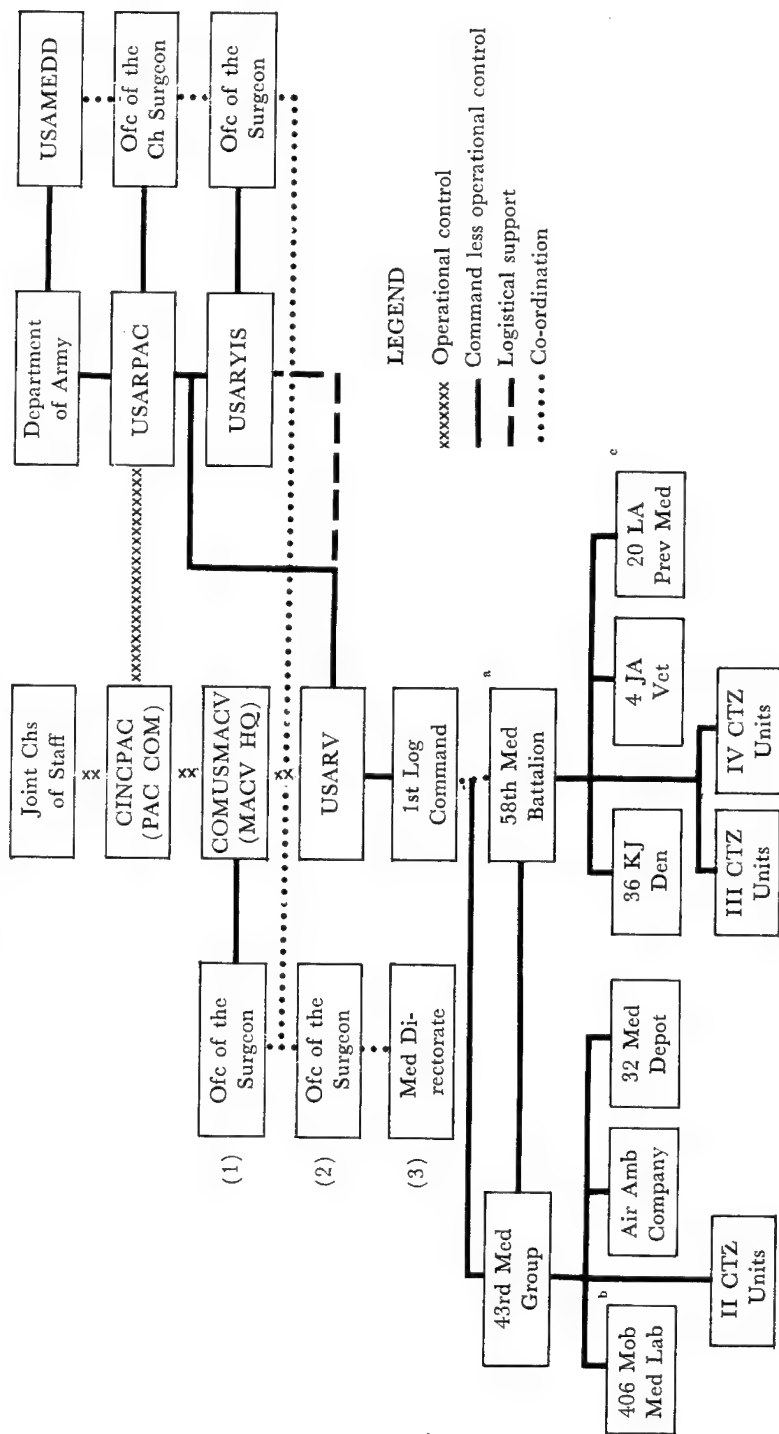 Joint Chs
of Staff
Department
of Army
USAMEDD
xx
CINCPAC
(PAC COM)
xxxxxxxxxxxxxxxxxxxxxxx
USARPAC
Ofc of the
Ch Surgeon
xx
(1)
Ofc of the
Surgeon
COMUSMACV
(MACV HQ)
USARYIS
Ofc of the
Surgeon
xx
(2)
Ofc of the
Surgeon
USARV
(3)
Med Di-
rectorate
1st Log
Command
LEGEND
xxxxxxx Operational control
Command less operational control
Logistical support
Co-ordination
43rd Med
Group
a
58th Med
Battalion
b
c
406 Mob
Med Lab
Air Amb
Company
32 Med
Depot
36 KJ
Den
4 JA
Vet
20 LA
Prev Med
II CTZ
Units
III CTZ
Units
IV CTZ
Units